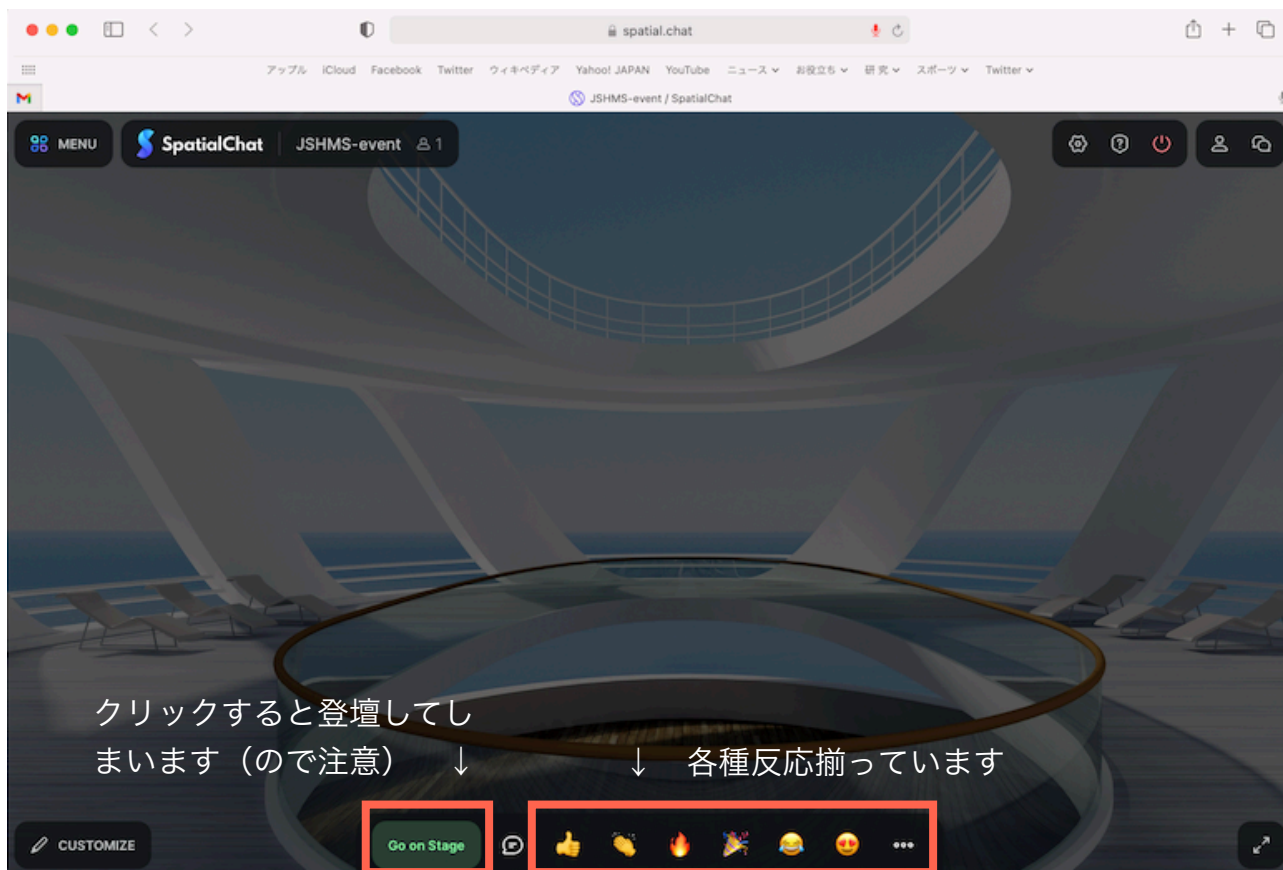 spatial.chat
アップル iCloud Facebook Twitter ウィキペディア Yahoo! JAPAN YouTube ニュース お役立ち 研究 スポーツ Twitter
JSHMS-event / SpatialChat
MENU SpatialChat JSHMS-event 1
クリックすると登壇してし
まいます（ので注意） ↓ ↓ 各種反応揃っています
CUSTOMIZE Go on Stage